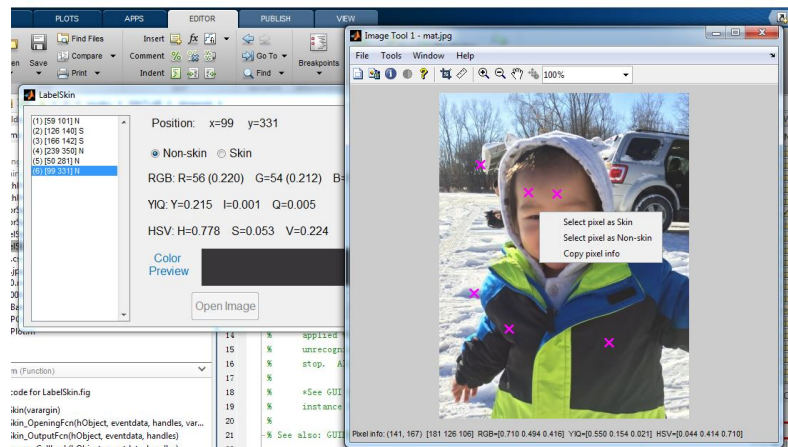 PLOTS APPS EDITOR PUBLISH VIEW
Find Files
Compare
Print
Save
Insert fx
Comment
Indent
Go To
Find
Breakpoints
LabelSkin
(1) [59 101] N
(2) [126 140] S
(3) [166 142] S
(4) [239 350] N
(5) [50 281] N
(6) [99 331] N
Position: x=99 y=331
Non-skin Skin
RGB: R=56 (0.220) G=54 (0.212) B=
YIQ: Y=0.215 I=0.001 Q=0.005
HSV: H=0.778 S=0.053 V=0.224
Color
Preview
Open Image
m (Function)
code for LabelSkin.fig
Skin(varargin)
Skin_OpeningFcn(hObject, eventdata, handles, var...
Skin_OutputFcn(hObject, eventdata, handles)
14 % applied
15 % unrecogn
16 % stop. A
17 %
18 % *See GUI
19 % instance
20 %
21 % See also: GUI
Image Tool 1 - mat.jpg
File Tools Window Help
100%
Select pixel as Skin
Select pixel as Non-skin
Copy pixel info
Pixel info: (141, 167) [181 126 106] RGB=[0.710 0.494 0.416] YIQ=[0.550 0.154 0.021] HSV=[0.044 0.414 0.710]